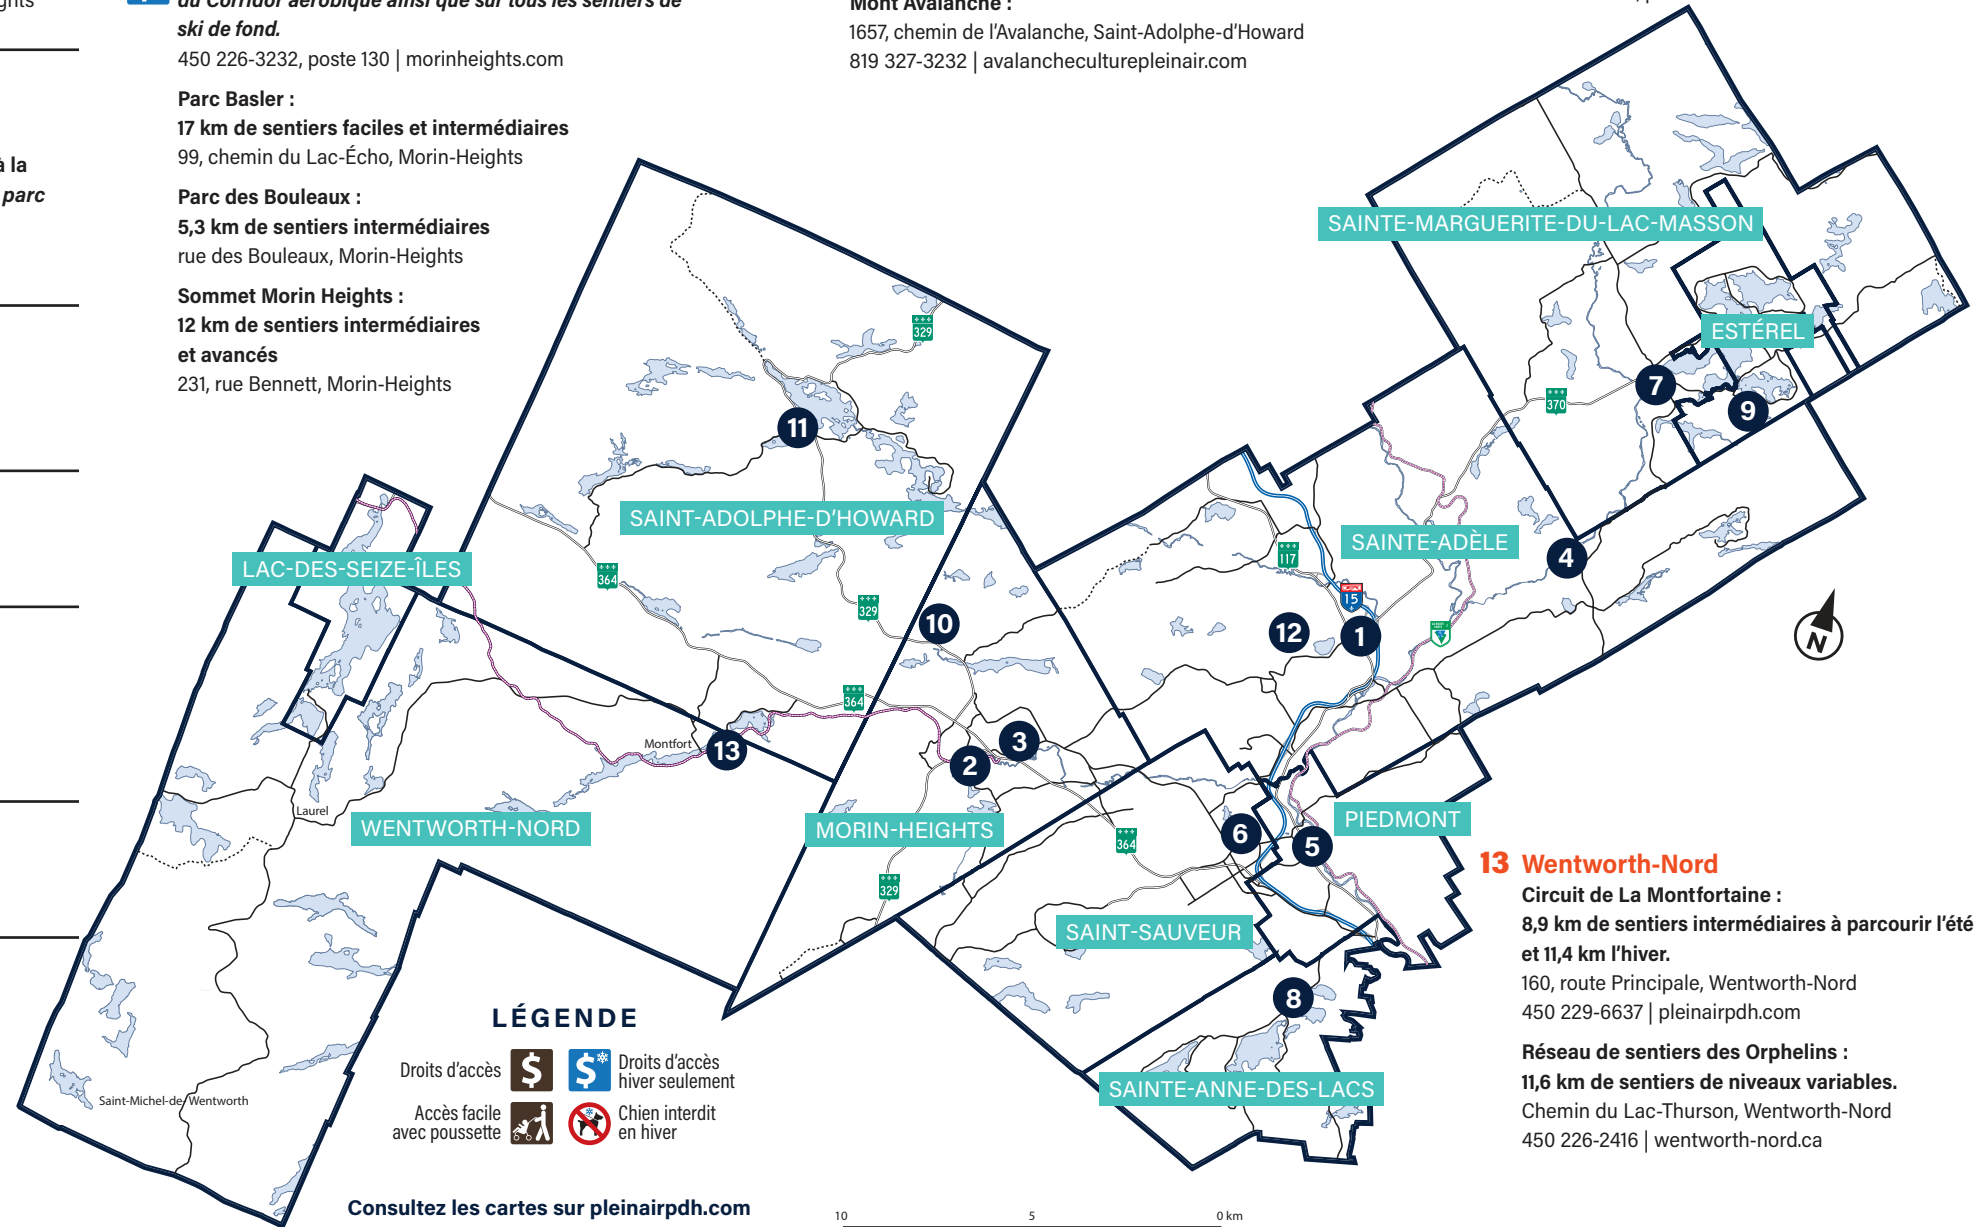 ghts
à la
parc
du Corridor aérobique ainsi que sur tous les sentiers de
ski de fond.
450 226-3232, poste 130 | morinheights.com
Parc Basler :
17 km de sentiers faciles et intermédiaires
99, chemin du Lac-Écho, Morin-Heights
Parc des Bouleaux :
5,3 km de sentiers intermédiaires
rue des Bouleaux, Morin-Heights
Sommet Morin Heights :
12 km de sentiers intermédiaires
et avancés
231, rue Bennett, Morin-Heights
Mont Avalanche :
1657, chemin de l'Avalanche, Saint-Adolphe-d'Howard
819 327-3232 | avalancheculturepleinair.com
SAINTE-MARGUERITE-DU-LAC-MASSON
329
ESTÉREL
7
370
9
11
SAINT-ADOLPHE-D'HOWARD
SAINTE-ADÈLE
117
4
LAC-DES-SEIZE-ÎLES
364
15
329
10
12
1
N
364
Montfort
13
3
2
Laurel
WENTWORTH-NORD
MORIN-HEIGHTS
364
6
5
PIEDMONT
329
SAINT-SAUVEUR
8
SAINTE-ANNE-DES-LACS
Saint-Michel-de-Wentworth
13 Wentworth-Nord
Circuit de La Montfortaine :
8,9 km de sentiers intermédiaires à parcourir l'été
et 11,4 km l'hiver.
160, route Principale, Wentworth-Nord
450 229-6637 | pleinairpdh.com
Réseau de sentiers des Orphelins :
11,6 km de sentiers de niveaux variables.
Chemin du Lac-Thurson, Wentworth-Nord
450 226-2416 | wentworth-nord.ca
LÉGENDE
Droits d'accès $
$ Droits d'accès
hiver seulement
Accès facile
avec poussette
Chien interdit
en hiver
Consultez les cartes sur pleinairpdh.com
10 5 0 km